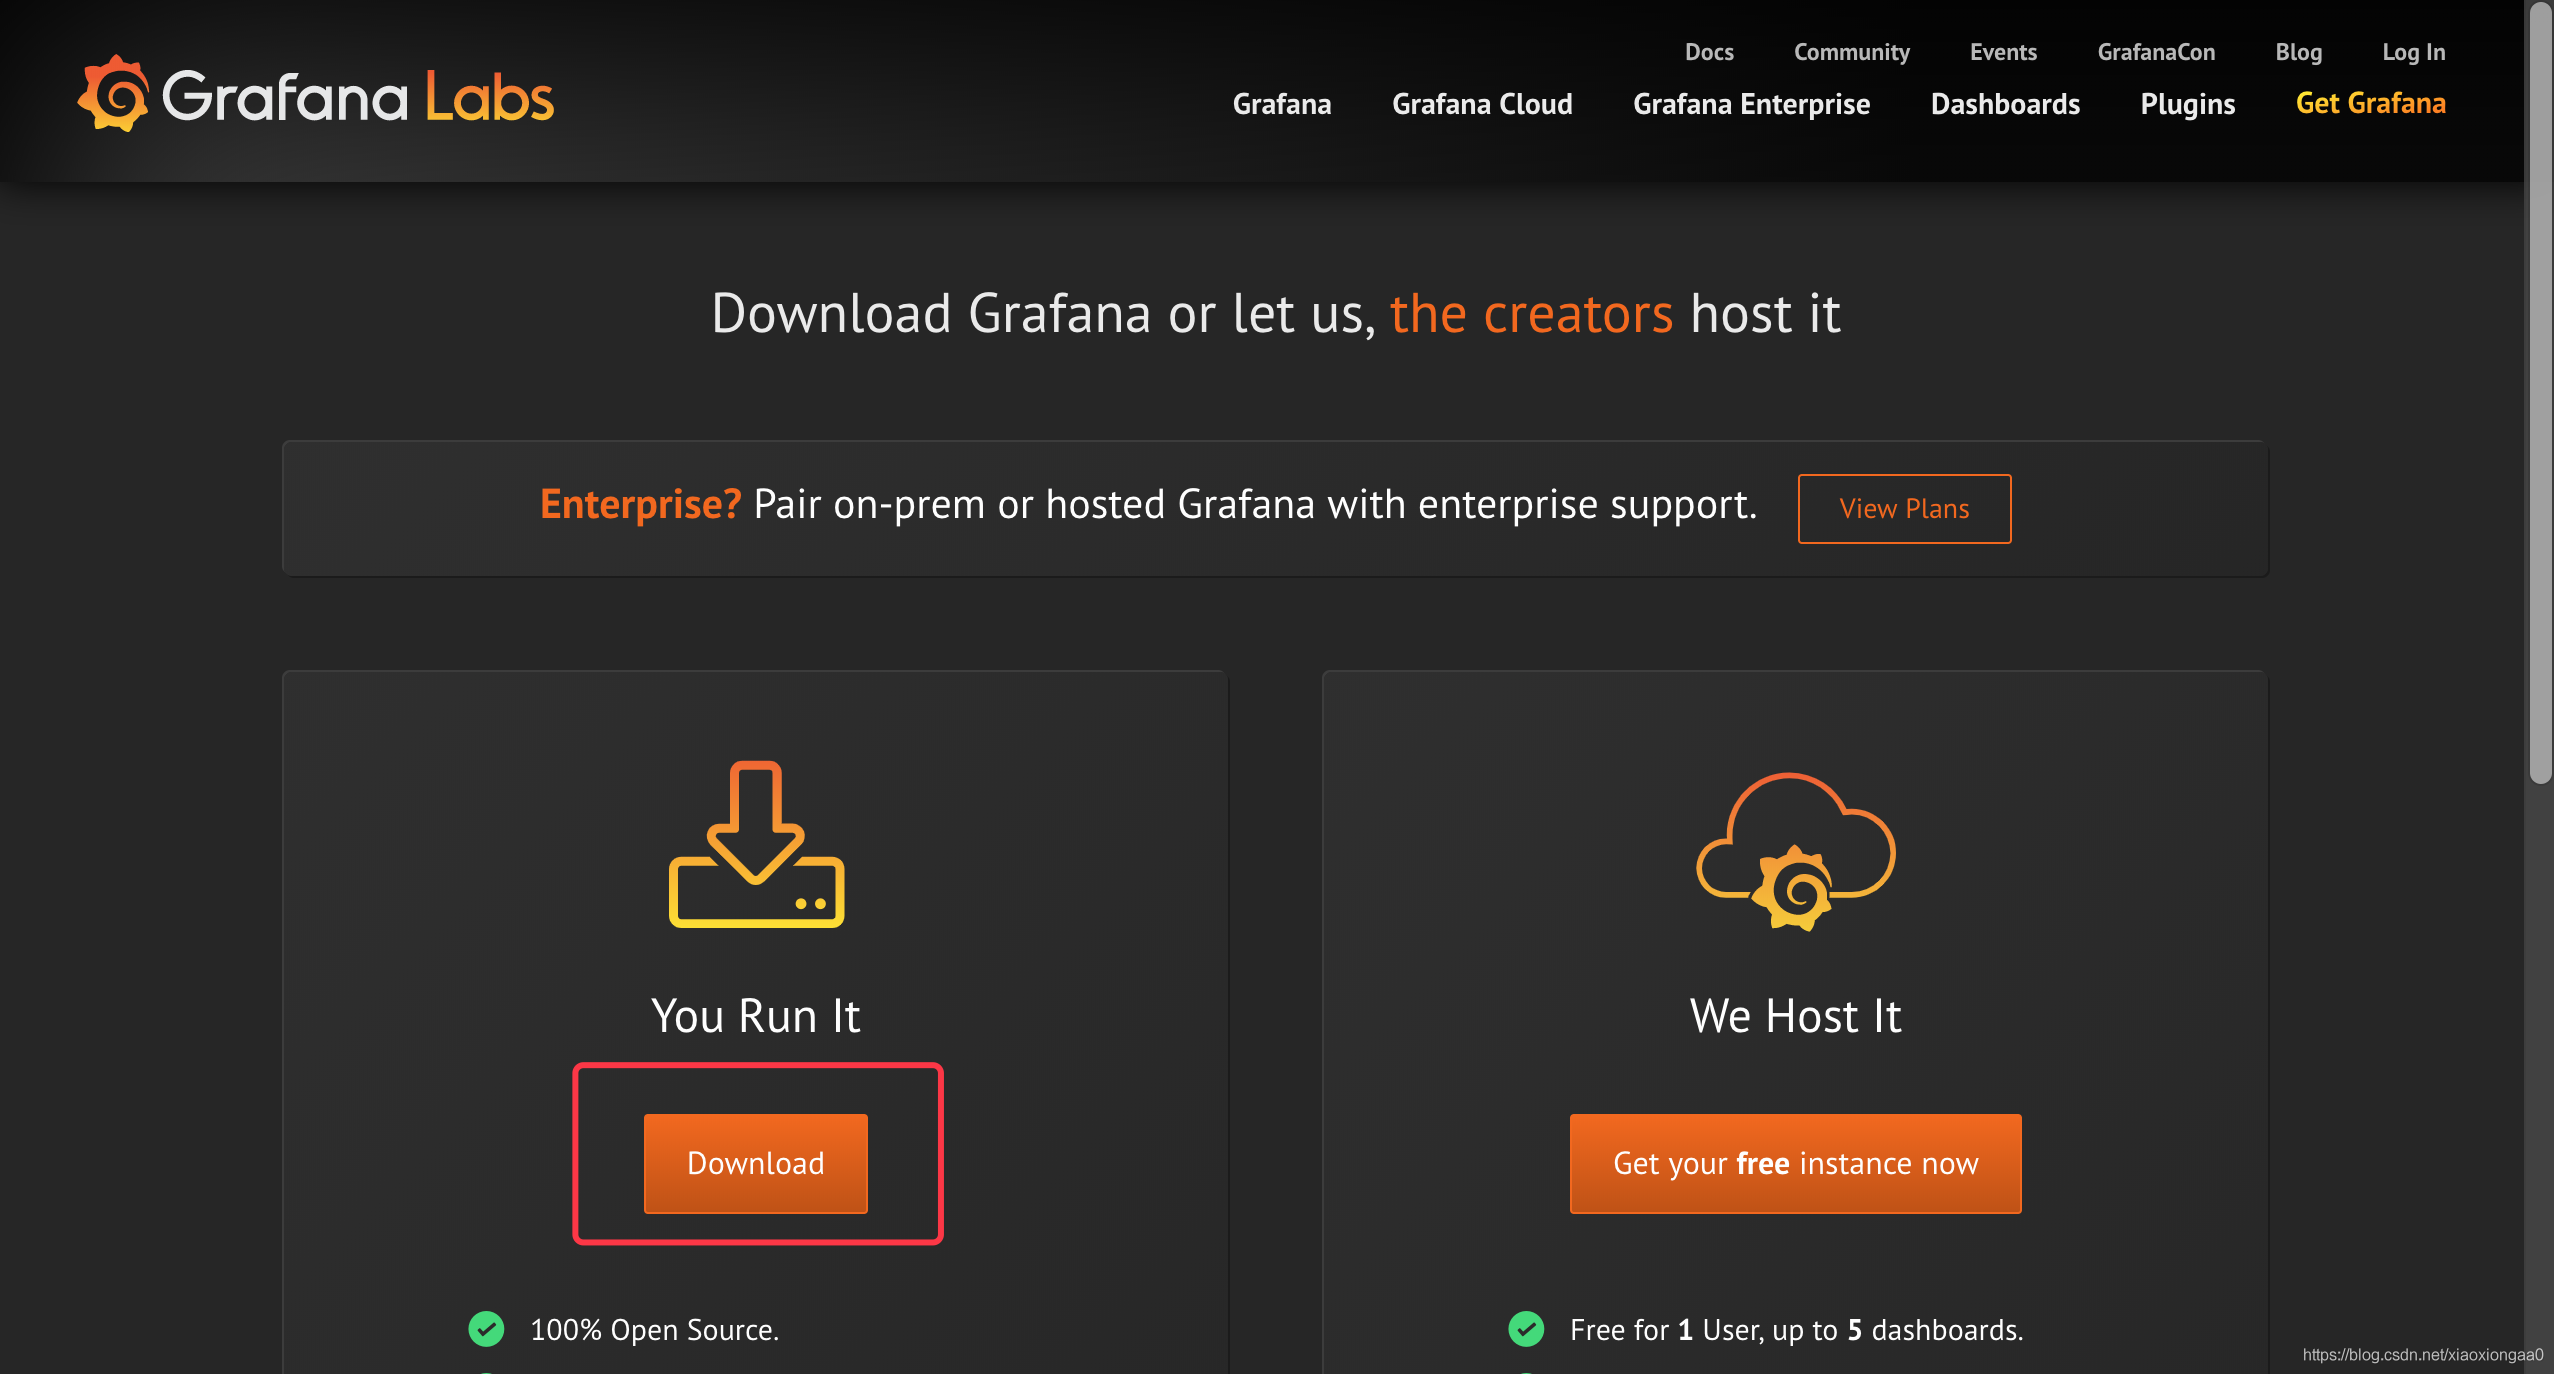 Docs Community Events GrafanaCon Blog Log In
Grafana Labs
Grafana Grafana Cloud Grafana Enterprise Dashboards Plugins Get Grafana
Download Grafana or let us, the creators host it
Enterprise? Pair on-prem or hosted Grafana with enterprise support. View Plans
You Run It
Download
100% Open Source.
We Host It
Get your free instance now
Free for 1 User, up to 5 dashboards.
https://blog.csdn.net/xiaoxiongaa0